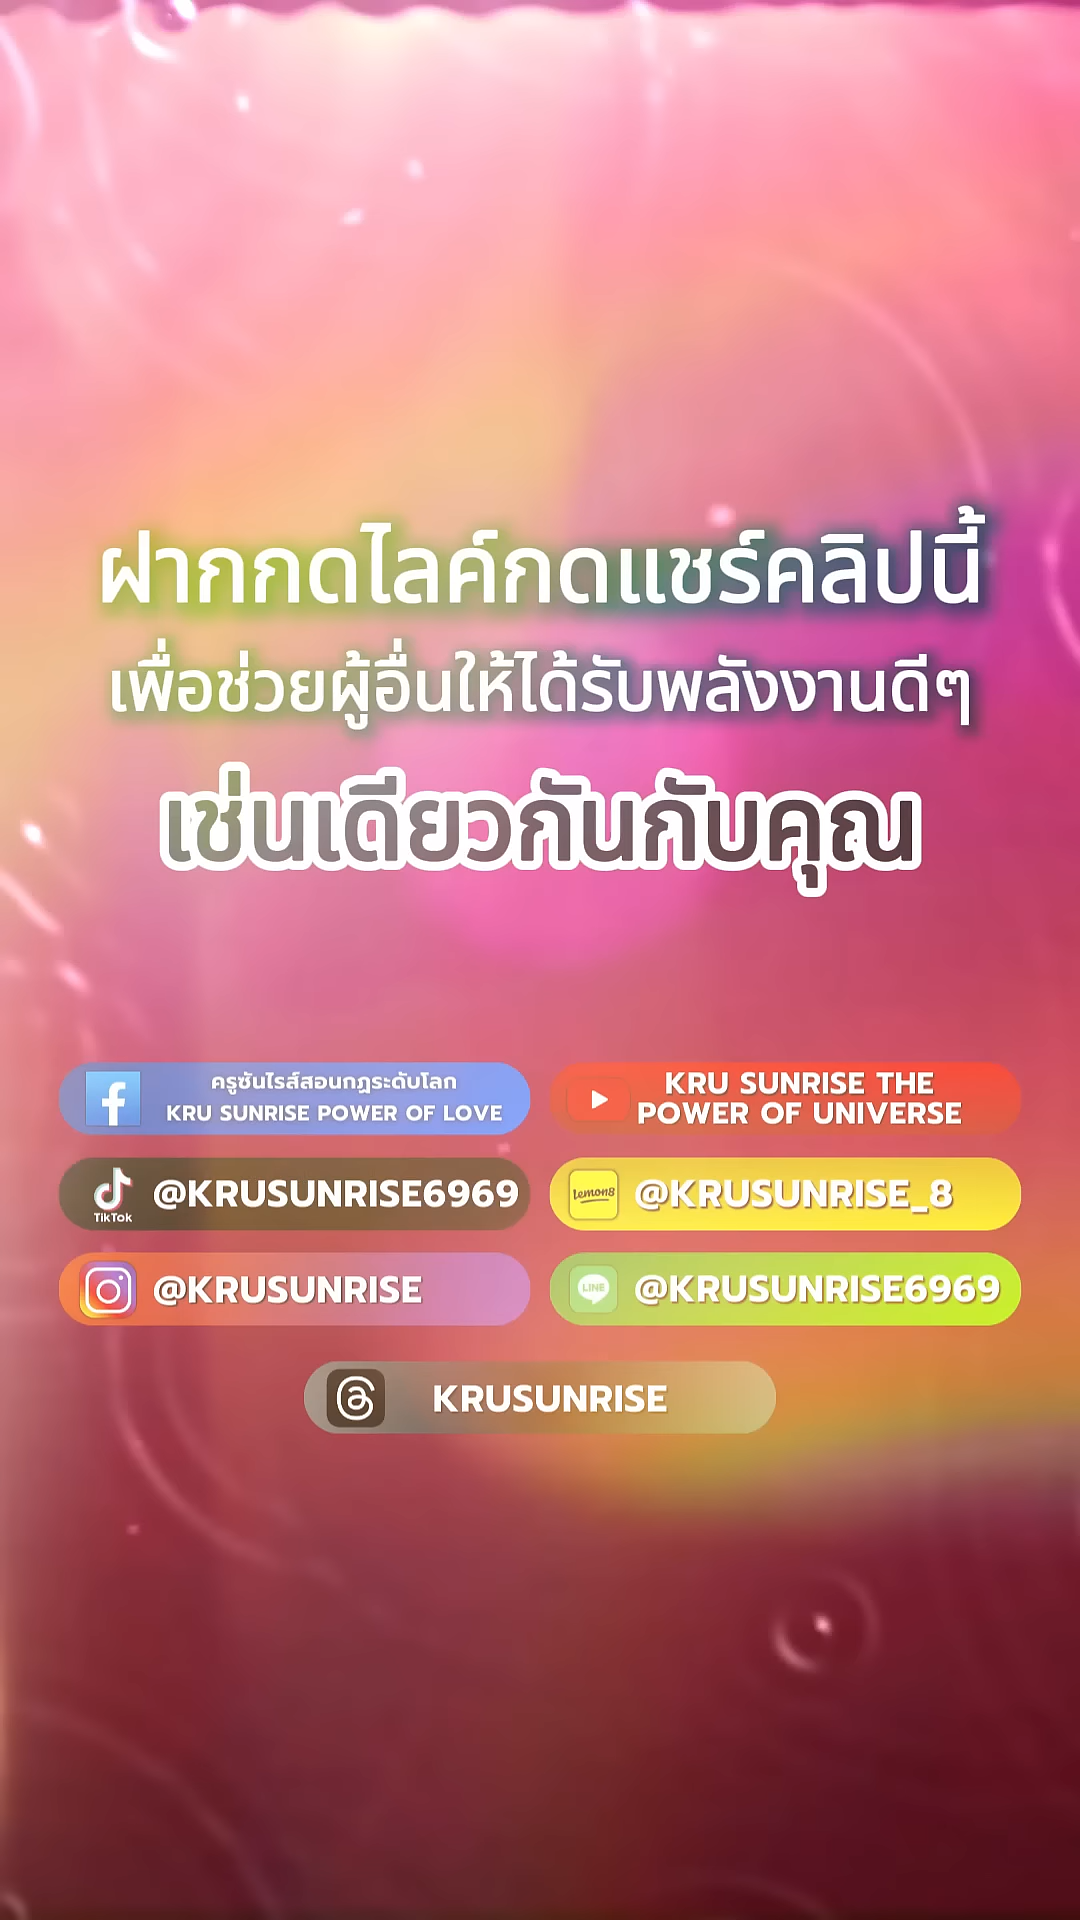 ฝากกดไลค์กดแชร์คลิปนี้
เพื่อช่วยผู้อื่นให้ได้รับพลังงานดีๆ
เช่นเดียวกันกับคุณ
ครูซันไรส์สอนกฏระดับโลก
KRU SUNRISE POWER OF LOVE
KRU SUNRISE THE
POWER OF UNIVERSE
TikTok
@KRUSUNRISE6969
Lemon8
@KRUSUNRISE_8
@KRUSUNRISE
LINE
@KRUSUNRISE6969
KRUSUNRISE